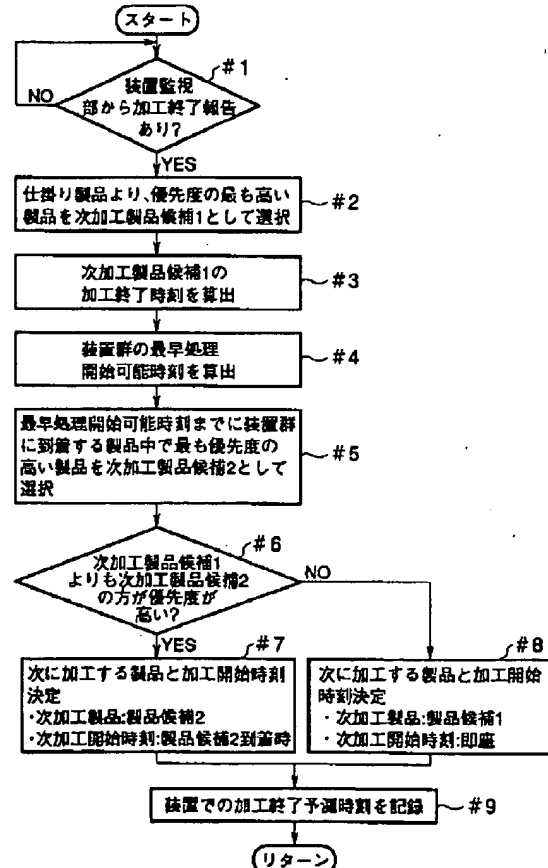 スタート
#1
装置監視
部から加工終了報告
あり?
NO
YES
仕掛り製品より、優先度の最も高い
製品を次加工製品候補1として選択
#2
次加工製品候補1の
加工終了時刻を算出
#3
装置群の最早処理
開始可能時刻を算出
#4
最早処理開始可能時刻までに装置群
に到着する製品中で最も優先度の
高い製品を次加工製品候補2として
選択
#5
#6
次加工製品候補1
よりも次加工製品候補2
の方が優先度が
高い?
NO
YES
#7
次に加工する製品と加工開始時刻
決定
・次加工製品:製品候補2
・次加工開始時刻:製品候補2到着時
#8
次に加工する製品と加工開始
時刻決定
・次加工製品:製品候補1
・次加工開始時刻:即座
装置での加工終了予測時刻を記録
#9
リターン